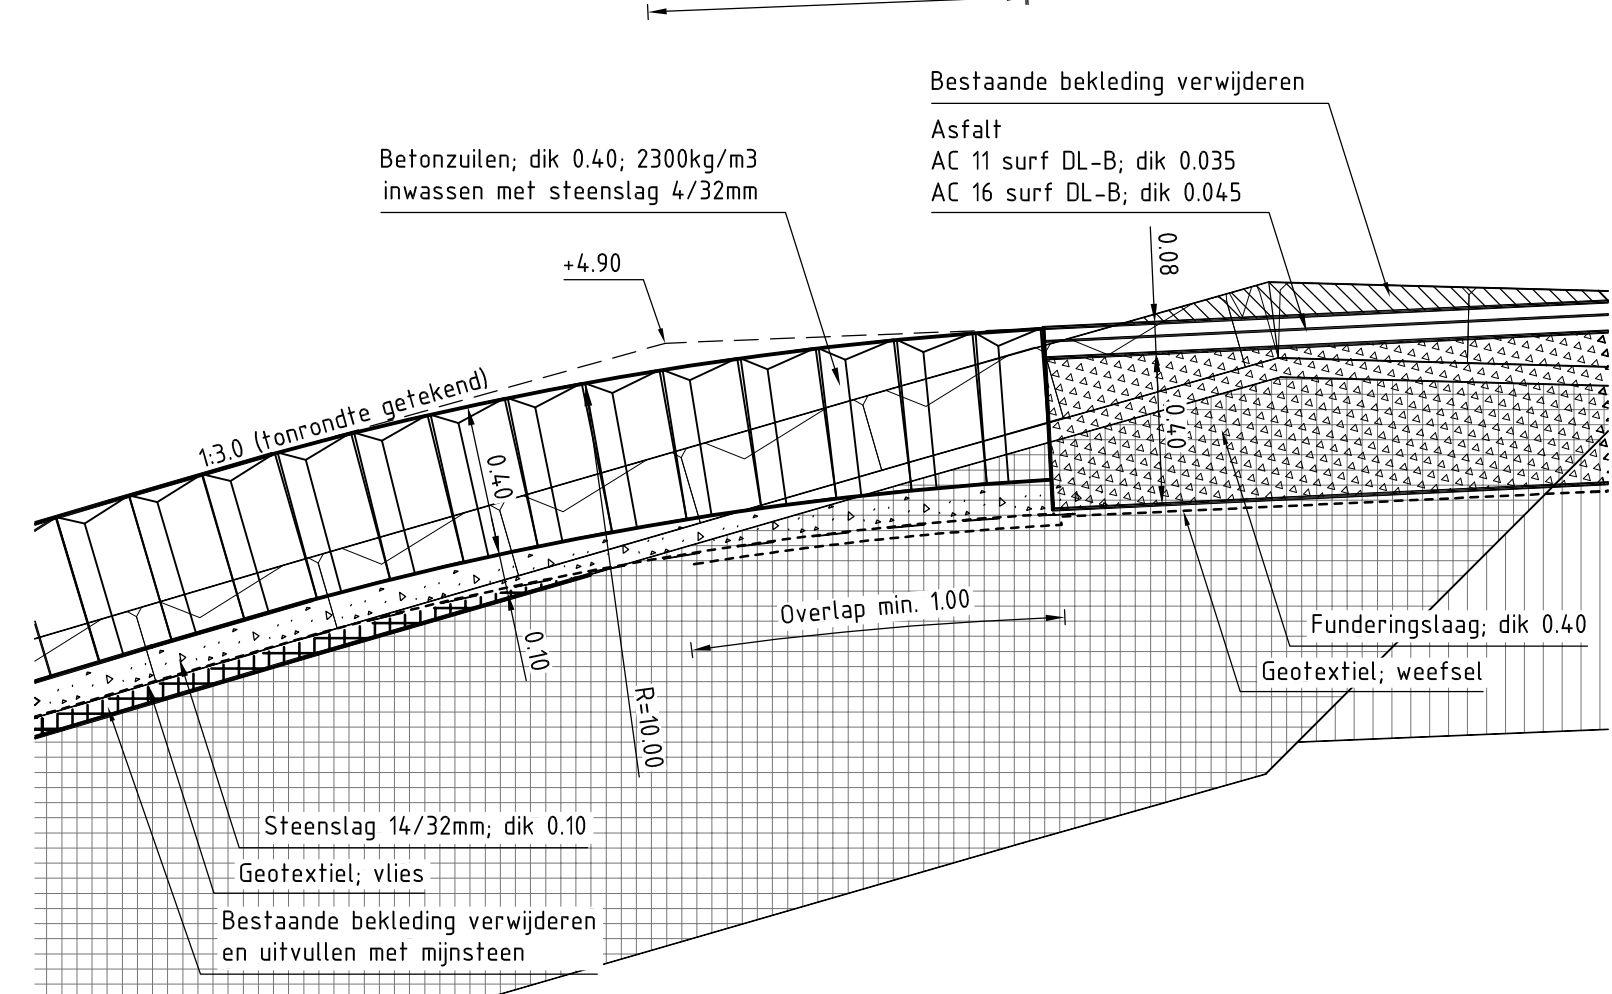 Bestaande bekleding verwijderen
Asfalt
AC 11 surf DL-B; dik 0.035
AC 16 surf DL-B; dik 0.045
Betonzuilen; dik 0.40; 2300kg/m3
inwassen met steenslag 4/32mm
0.08
+4.90
1:3.0 (tonrondte getekend)
0.40
0.40
Overlap min. 1.00
0.10
R=10.00
Funderingslaag; dik 0.40
Geotextiel; weefsel
Steenslag 14/32mm; dik 0.10
Geotextiel; vlies
Bestaande bekleding verwijderen
en uitvullen met mijnsteen